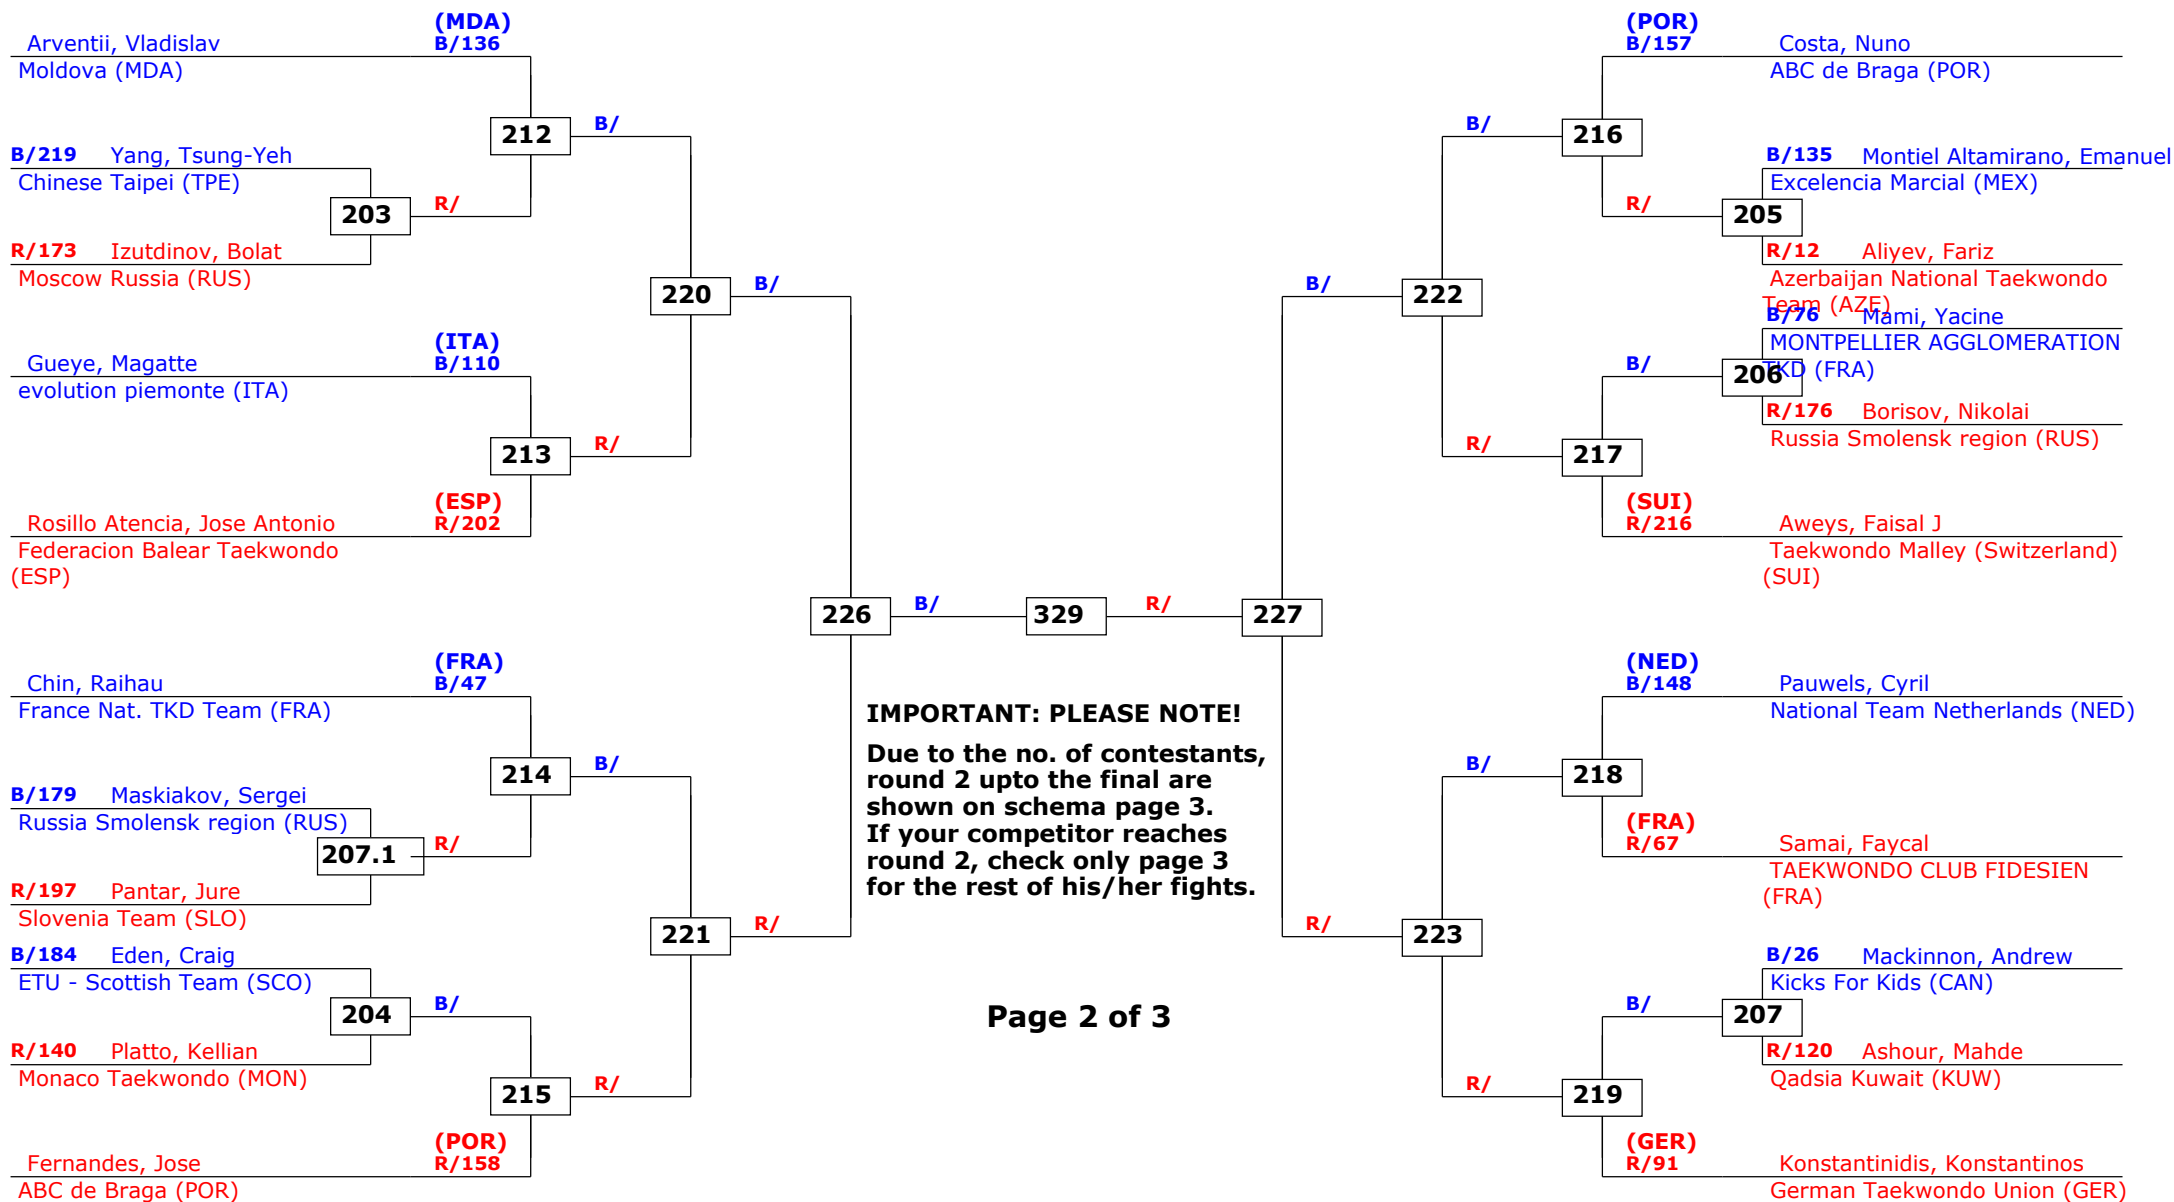 (MDA)
Arventii, Vladislav B/136
Moldova (MDA)
212 B/
B/219 Yang, Tsung-Yeh
Chinese Taipei (TPE)
203 R/
R/173 Izutdinov, Bolat
Moscow Russia (RUS)
220 B/
(ITA)
Gueye, Magatte B/110
evolution piemonte (ITA)
213 R/
(ESP)
Rosillo Atencia, Jose Antonio R/202
Federacion Balear Taekwondo
(ESP)
226 B/ 329 R/ 227
(FRA)
Chin, Raihau B/47
France Nat. TKD Team (FRA)
214 B/
B/179 Maskiakov, Sergei
Russia Smolensk region (RUS)
207.1 R/
R/197 Pantar, Jure
Slovenia Team (SLO)
221 R/
B/184 Eden, Craig
ETU - Scottish Team (SCO)
204 B/
R/140 Platto, Kellian
Monaco Taekwondo (MON)
215 R/
(POR)
Fernandes, Jose R/158
ABC de Braga (POR)
IMPORTANT: PLEASE NOTE!
Due to the no. of contestants,
round 2 upto the final are
shown on schema page 3.
If your competitor reaches
round 2, check only page 3
for the rest of his/her fights.
Page 2 of 3
(POR)
B/157 Costa, Nuno
ABC de Braga (POR)
B/ 216
B/135 Montiel Altamirano, Emanuel
Excelencia Marcial (MEX)
R/ 205
R/12 Aliyev, Fariz
Azerbaijan National Taekwondo
Team (AZE)
B/ 222
B/76 Mami, Yacine
MONTPELLIER AGGLOMERATION
TKD (FRA)
B/ 206
R/176 Borisov, Nikolai
Russia Smolensk region (RUS)
R/ 217
(SUI)
R/216 Aweys, Faisal J
Taekwondo Malley (Switzerland)
(SUI)
(NED)
B/148 Pauwels, Cyril
National Team Netherlands (NED)
B/ 218
(FRA)
R/67 Samai, Faycal
TAEKWONDO CLUB FIDESIEN
(FRA)
R/ 223
B/26 Mackinnon, Andrew
Kicks For Kids (CAN)
B/ 207
R/120 Ashour, Mahde
Qadsia Kuwait (KUW)
R/ 219
(GER)
R/91 Konstantinidis, Konstantinos
German Taekwondo Union (GER)